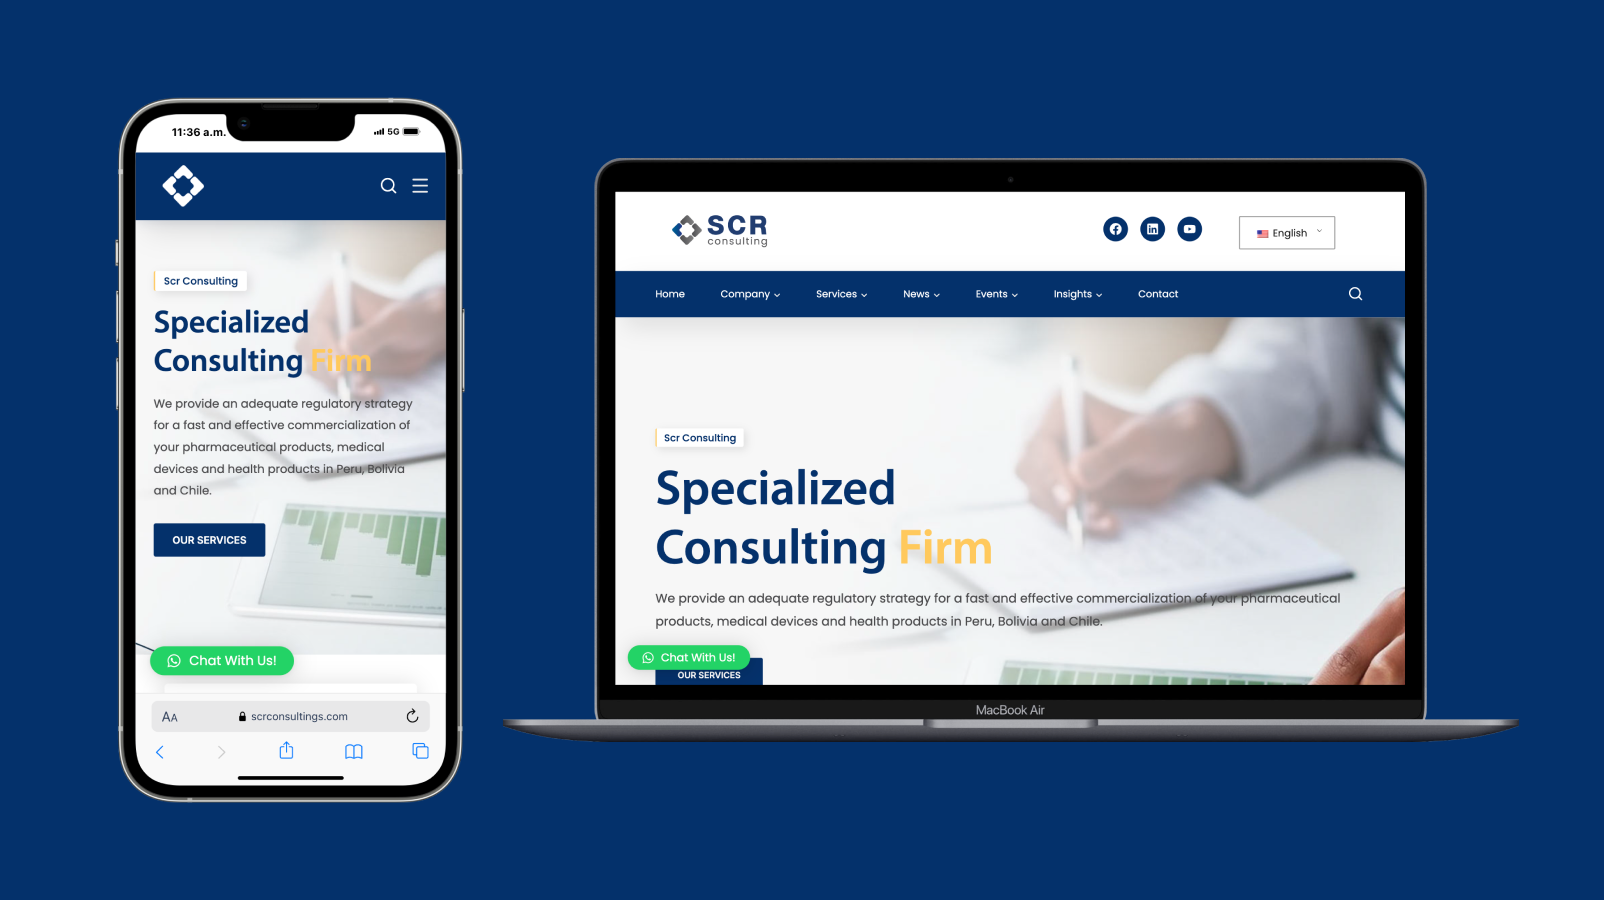 11:36 a.m.
5G
Scr Consulting
Specialized
Consulting Firm
We provide an adequate regulatory strategy
for a fast and effective commercialization of
your pharmaceutical products, medical
devices and health products in Peru, Bolivia
and Chile.
OUR SERVICES
Chat With Us!
AA
scrconsultings.com
SCR
consulting
English
Home
Company
Services
News
Events
Insights
Contact
Scr Consulting
Specialized
Consulting Firm
We provide an adequate regulatory strategy for a fast and effective commercialization of your pharmaceutical
products, medical devices and health products in Peru, Bolivia and Chile.
Chat With Us!
OUR SERVICES
MacBook Air